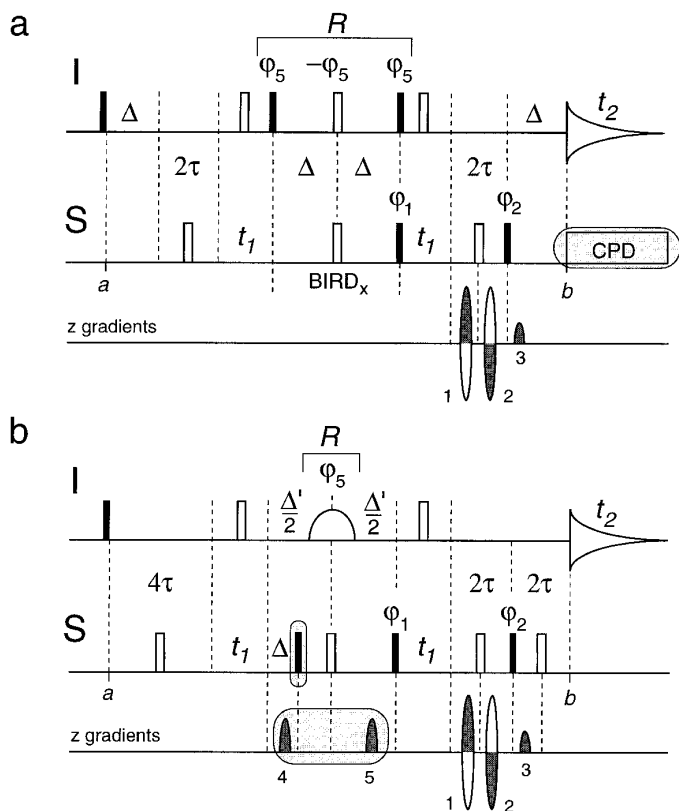 a
R
I
φ5 −φ5 φ5
Δ Δ t2
2τ Δ Δ 2τ
S
φ1 φ2
t1 t1 CPD
a BIRDx b
z gradients
1 2 3
b
R
φ5
I
Δ'/2 Δ'/2 t2
4τ 2τ 2τ
S
φ1 φ2
t1 Δ t1
a b
z gradients
4 5 1 2 3